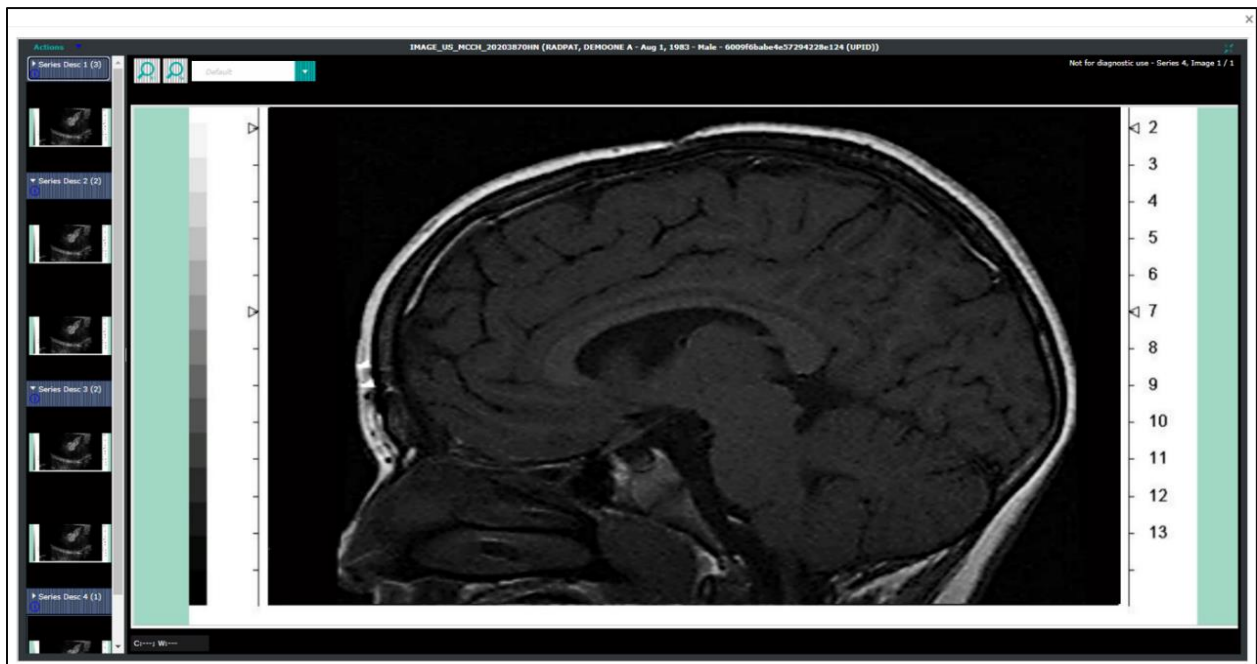 IMAGE_US_MCCH_20203870HN (RADPAT, DEMOONE A - Aug 1, 1983 - Male - 6009f6babe4e57294228e124 (UPID))
Actions
Default
Not for diagnostic use - Series 4, Image 1 / 1
Series Desc 1 (3)
Series Desc 2 (2)
Series Desc 3 (2)
Series Desc 4 (1)
2
3
4
5
6
7
8
9
10
11
12
13
C:---; W:---